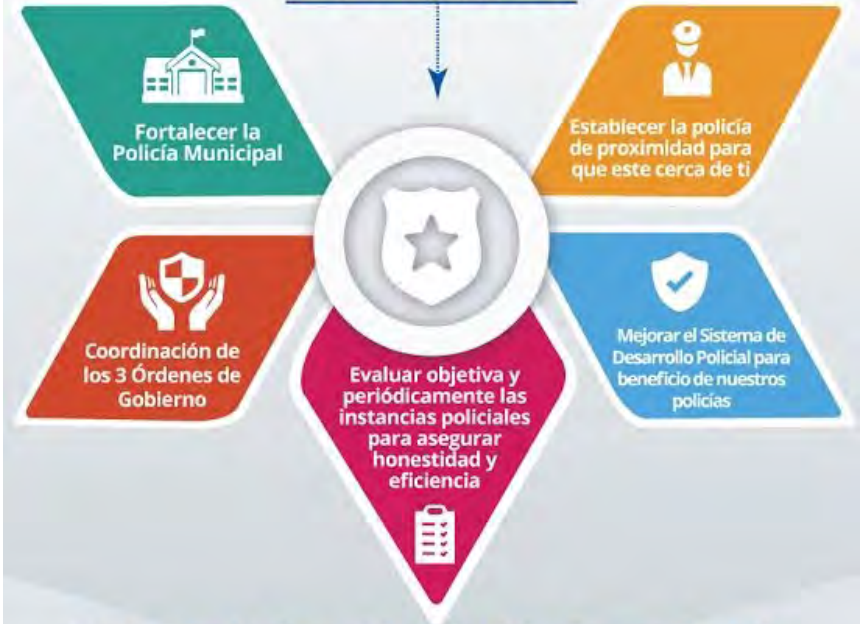 Fortalecer la
Policía Municipal
Establecer la policía
de proximidad para
que este cerca de ti
Coordinación de
los 3 Órdenes de
Gobierno
Evaluar objetiva y
periódicamente las
instancias policiales
para asegurar
honestidad y
eficiencia
Mejorar el Sistema de
Desarrollo Policial para
beneficio de nuestros
policías